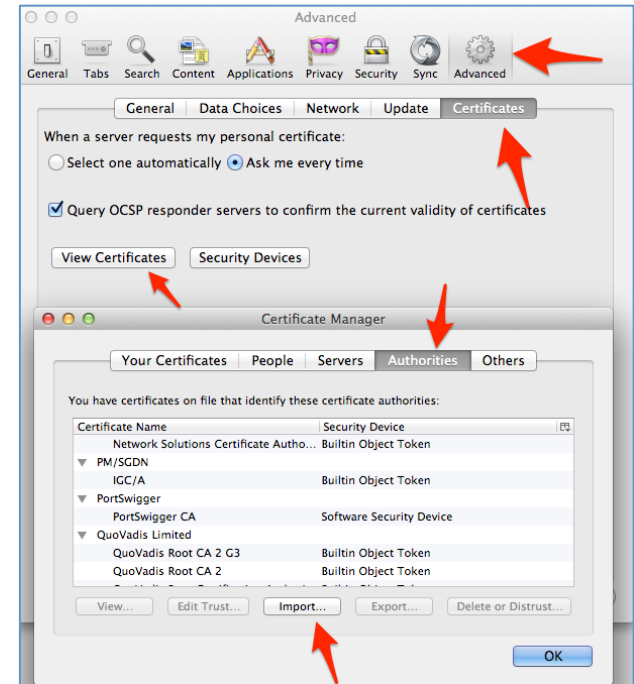 Advanced
General Tabs Search Content Applications Privacy Security Sync Advanced
General Data Choices Network Update Certificates
When a server requests my personal certificate:
Select one automatically Ask me every time
Query OCSP responder servers to confirm the current validity of certificates
View Certificates Security Devices
Certificate Manager
Your Certificates People Servers Authorities Others
You have certificates on file that identify these certificate authorities:
Certificate Name Security Device
Network Solutions Certificate Autho... Builtin Object Token
PM/SGDN
IGC/A Builtin Object Token
PortSwigger
PortSwigger CA Software Security Device
QuoVadis Limited
QuoVadis Root CA 2 G3 Builtin Object Token
QuoVadis Root CA 2 Builtin Object Token
View... Edit Trust... Import... Export... Delete or Distrust...
OK